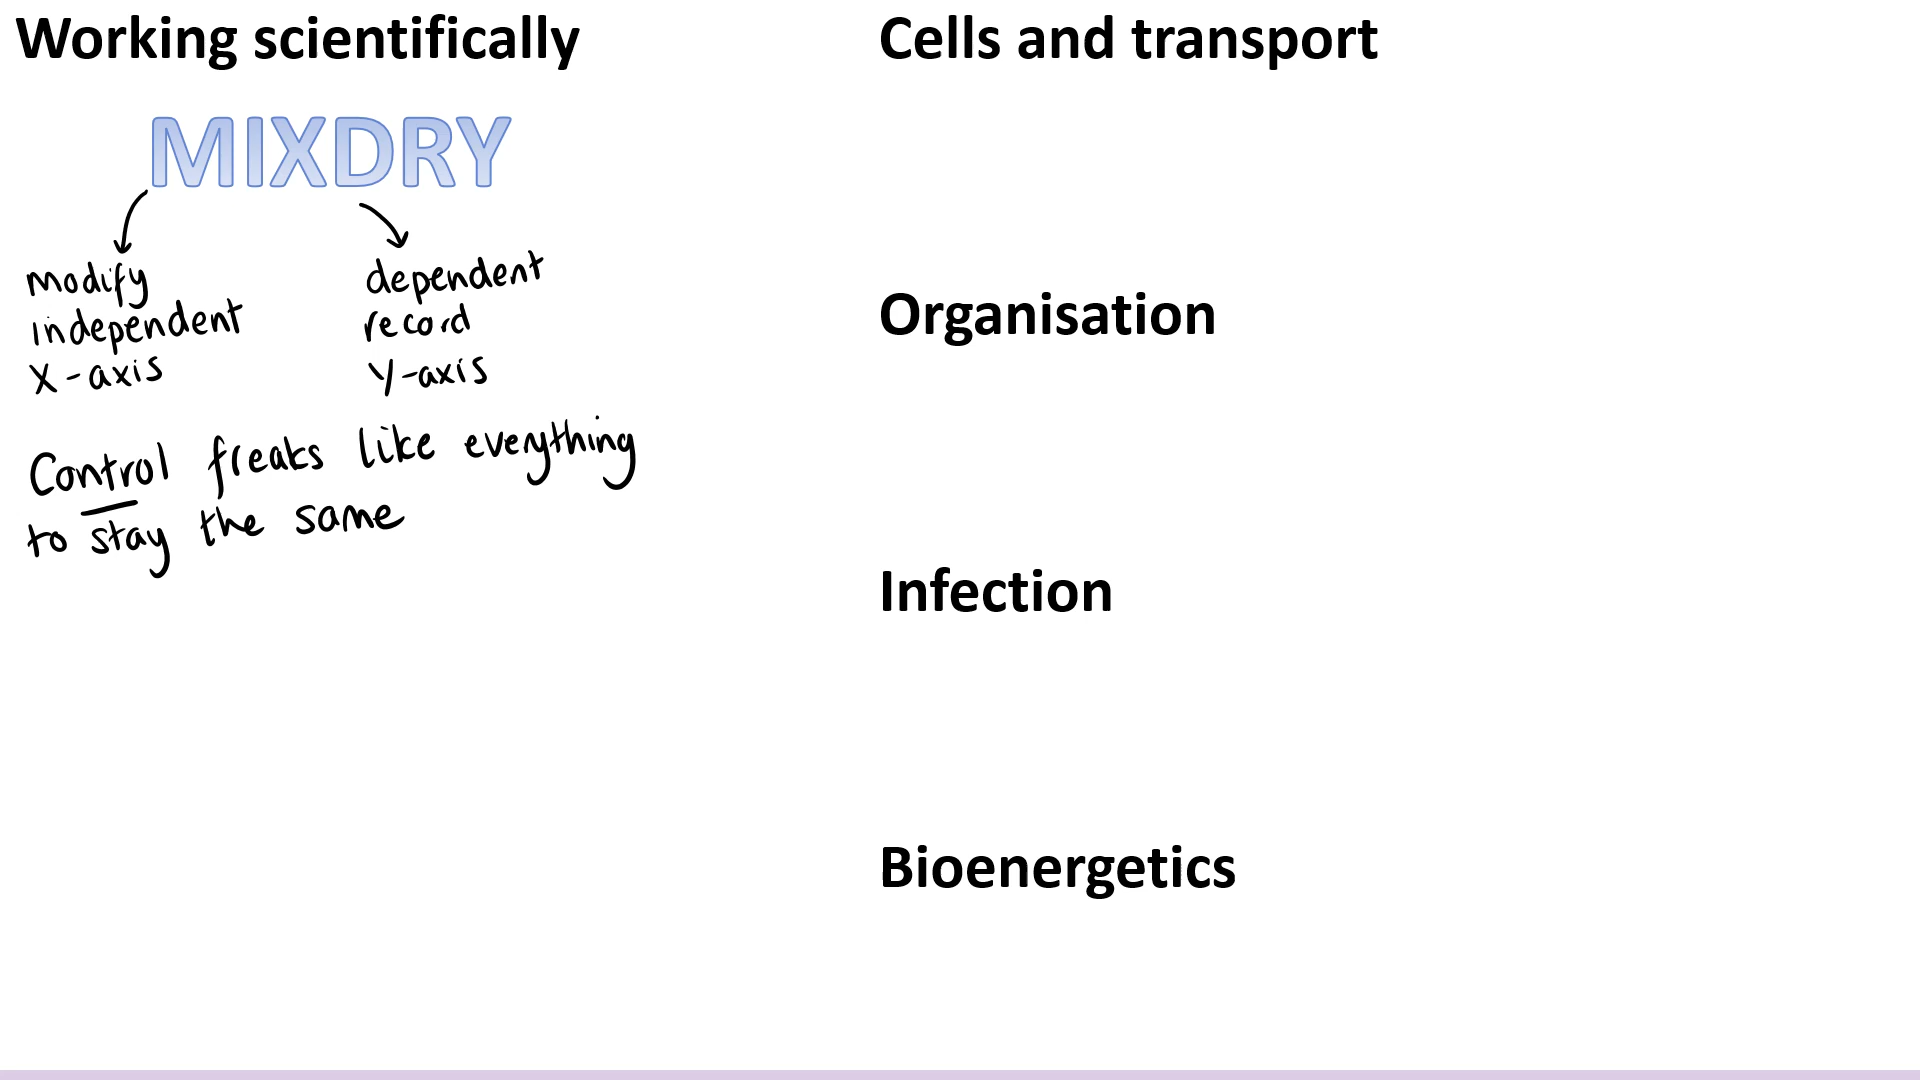 Working scientifically
MIXDRY
modify
independent
X-axis
dependent
record
Y-axis
Control freaks like everything
to stay the same
Cells and transport
Organisation
Infection
Bioenergetics